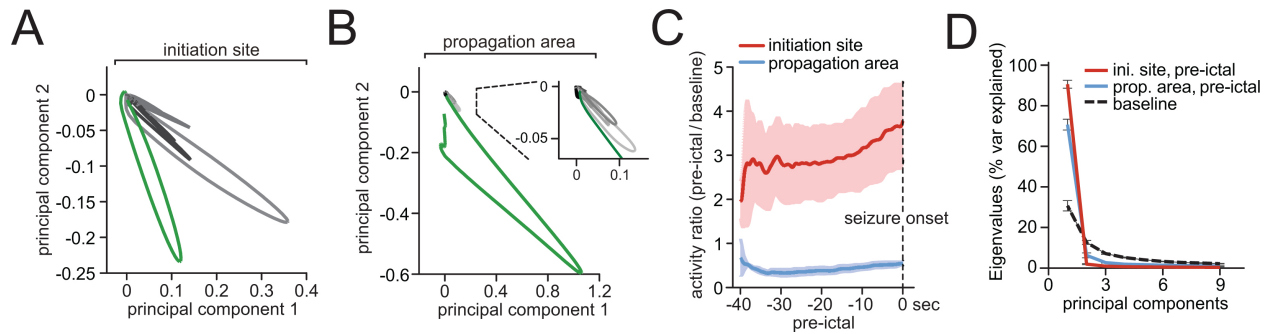 A
initiation site
principal component 2
0
-0.05
-0.1
-0.15
-0.2
-0.25
0 0.1 0.2 0.3 0.4
principal component 1
B
propagation area
principal component 2
0
-0.2
-0.4
-0.6
0 0.4 0.8 1.2
principal component 1
0
-0.05
0 0.1
C
initiation site
propagation area
activity ratio (pre-ictal/baseline)
5
4
3
2
1
0
seizure onset
-40 -30 -20 -10 0 sec
pre-ictal
D
Eigenvalues (% var explained)
100
80
60
40
20
0
ini. site, pre-ictal
prop. area, pre-ictal
baseline
0 3 6 9
principal components